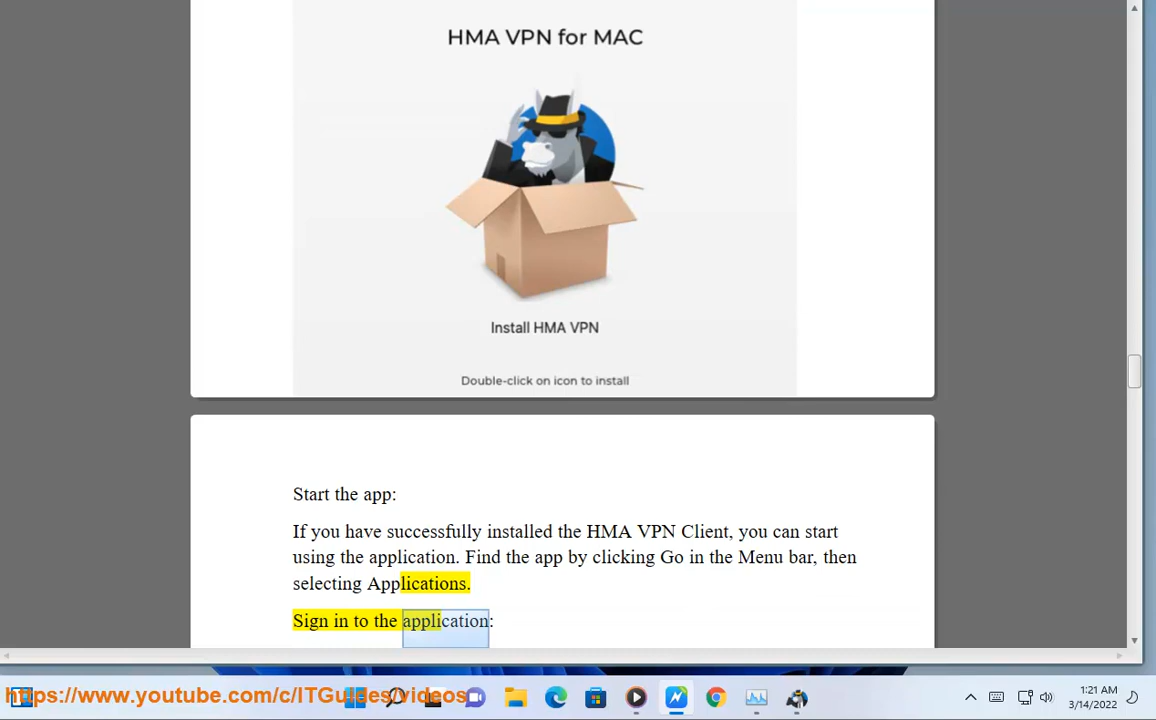 HMA VPN for MAC
Install HMA VPN
Double-click on icon to install
Start the app:
If you have successfully installed the HMA VPN Client, you can start
using the application. Find the app by clicking Go in the Menu bar, then
selecting Applications.
Sign in to the application:
https://www.youtube.com/c/ITGuides/videos
1:21 AM
3/14/2022